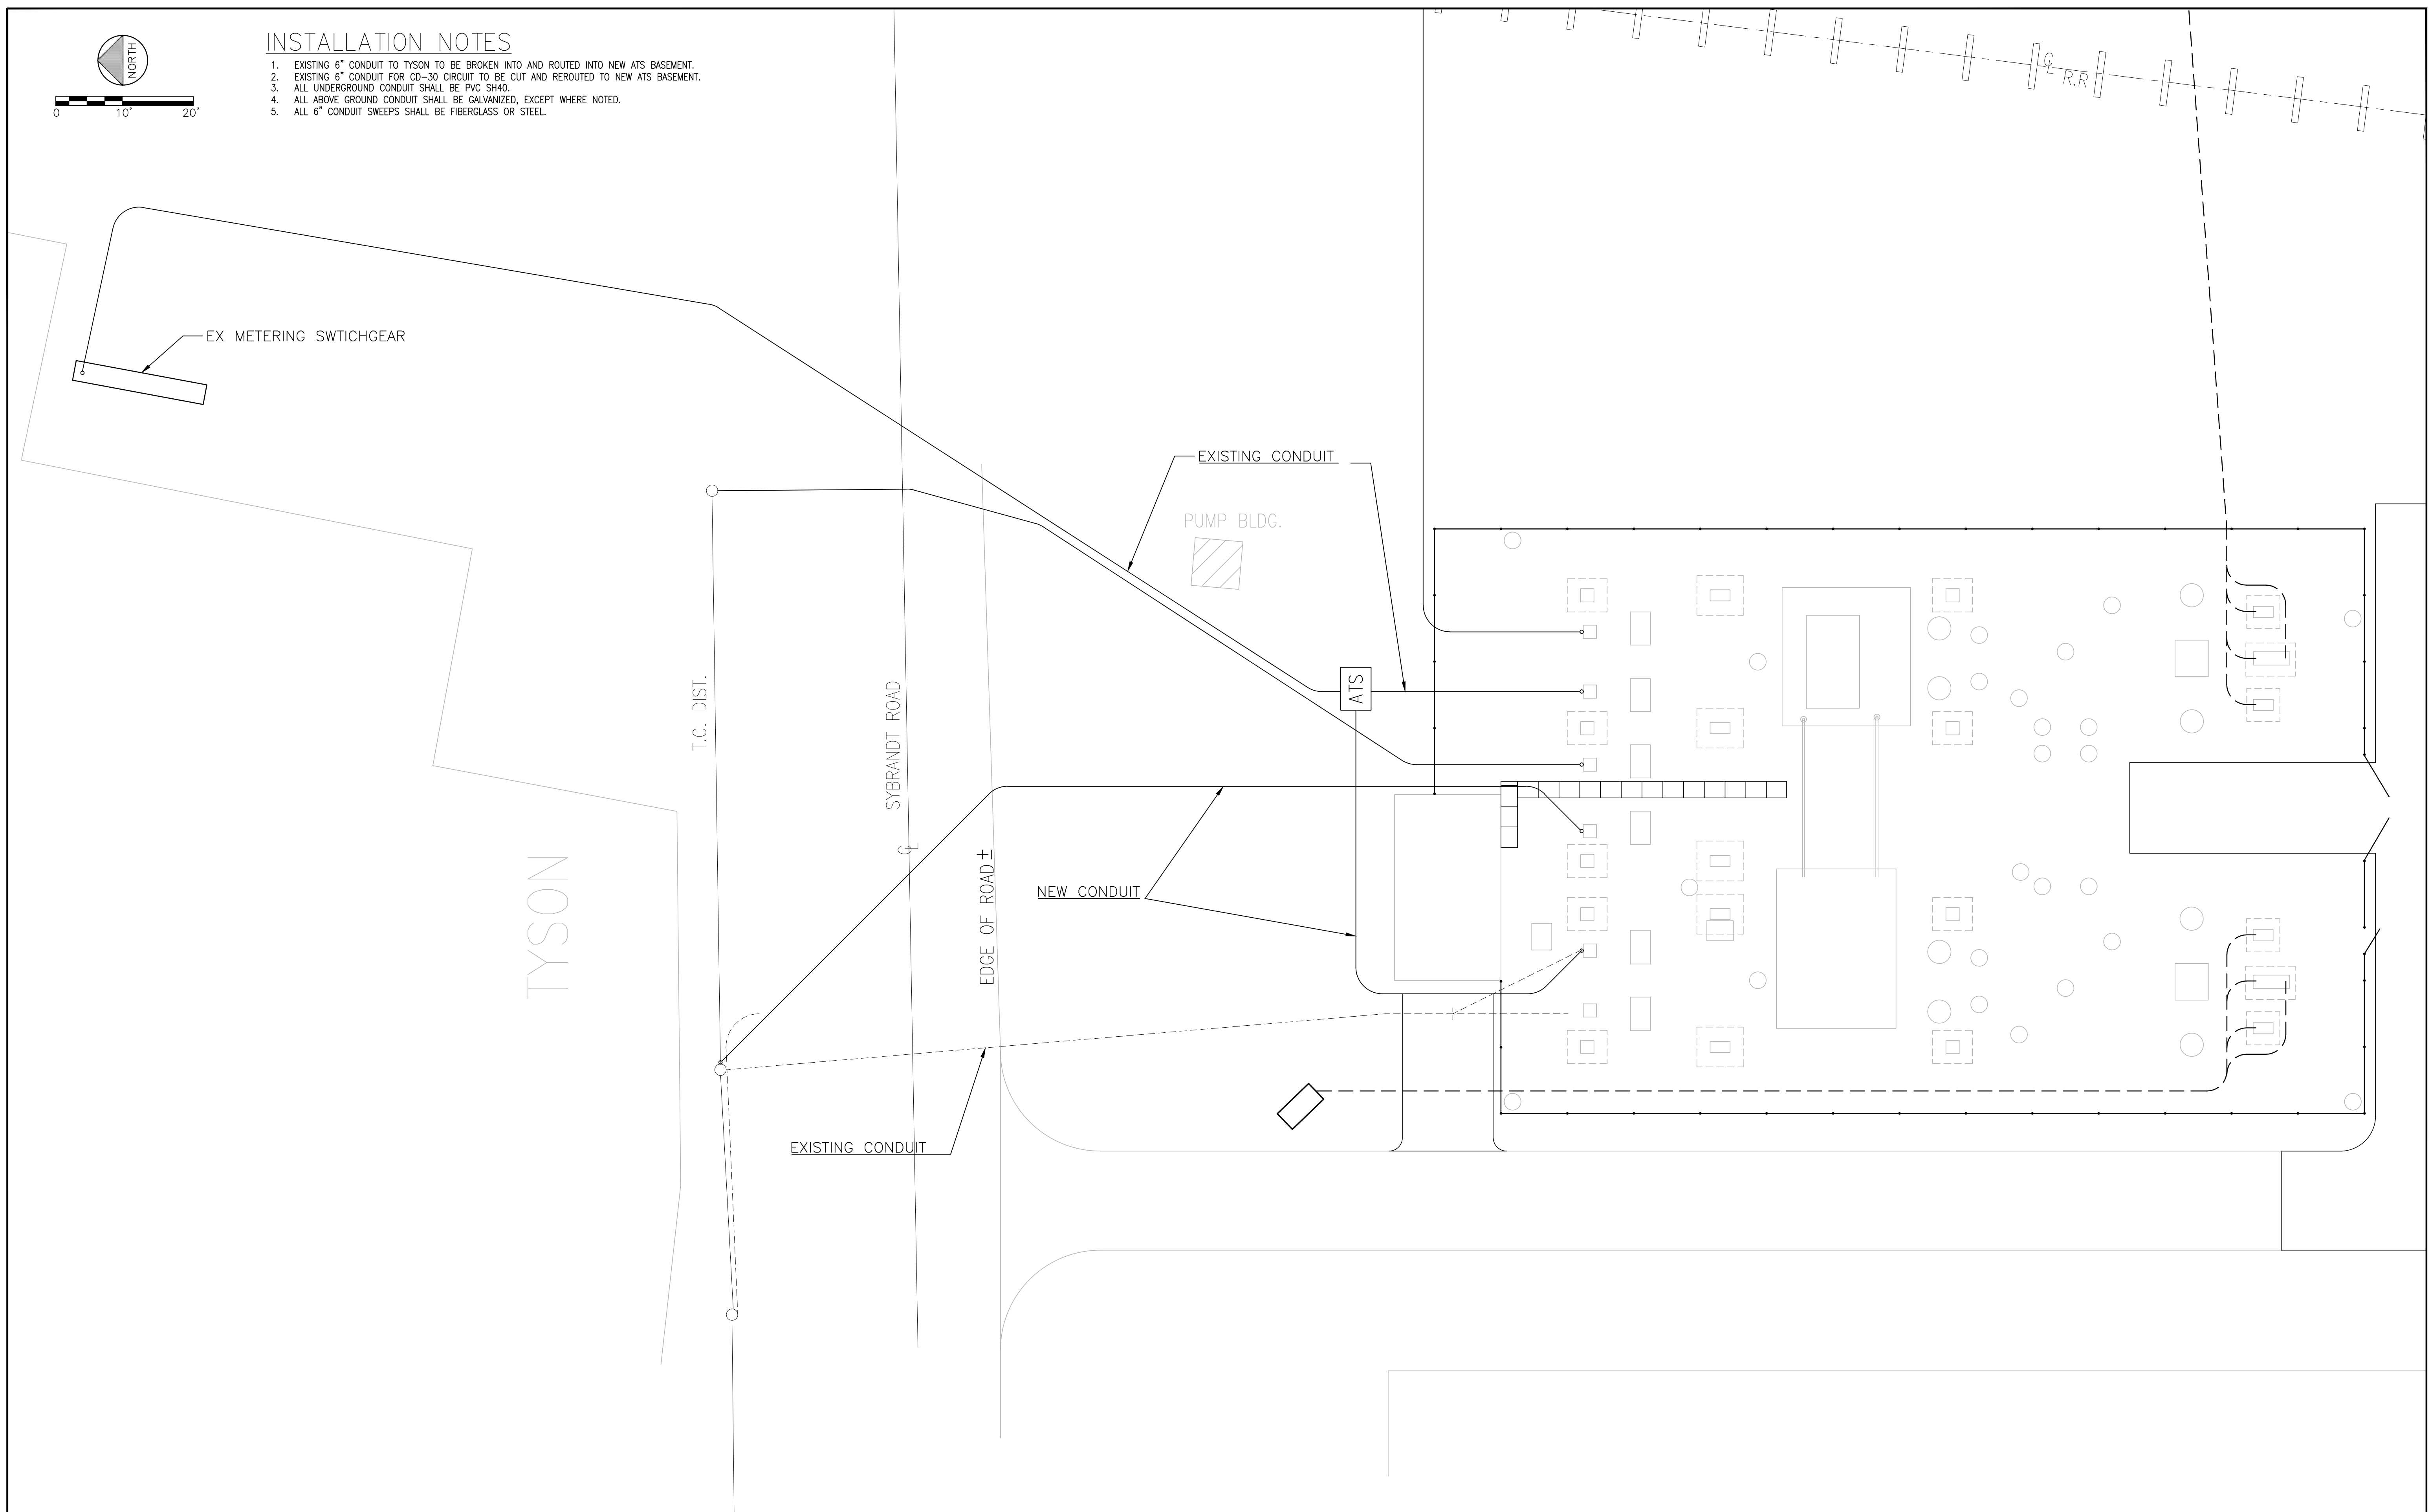 NORTH
0 10' 20'
INSTALLATION NOTES
1. EXISTING 6" CONDUIT TO TYSON TO BE BROKEN INTO AND ROUTED INTO NEW ATS BASEMENT.
2. EXISTING 6" CONDUIT FOR CD-30 CIRCUIT TO BE CUT AND REROUTED TO NEW ATS BASEMENT.
3. ALL UNDERGROUND CONDUIT SHALL BE PVC SH40.
4. ALL ABOVE GROUND CONDUIT SHALL BE GALVANIZED, EXCEPT WHERE NOTED.
5. ALL 6" CONDUIT SWEEPS SHALL BE FIBERGLASS OR STEEL.
CL R.R
EX METERING SWTICHGEAR
EXISTING CONDUIT
PUMP BLDG.
ATS
T.C. DIST.
SYBRANDT ROAD
CL
EDGE OF ROAD±
NEW CONDUIT
TYSON
EXISTING CONDUIT